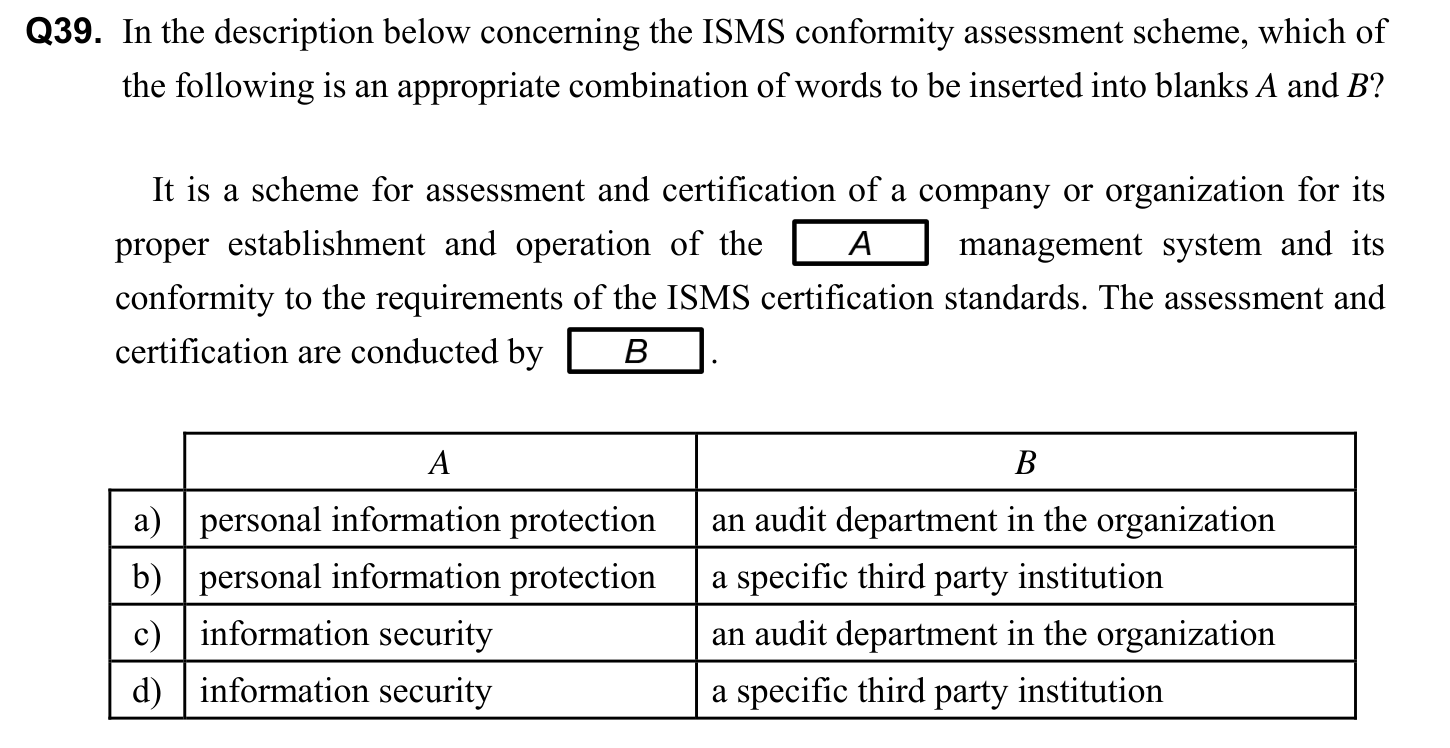 Q39. In the description below concerning the ISMS conformity assessment scheme, which of
the following is an appropriate combination of words to be inserted into blanks A and B?
It is a scheme for assessment and certification of a company or organization for its
proper establishment and operation of the A management system and its
conformity to the requirements of the ISMS certification standards. The assessment and
certification are conducted by B .
A B
a) personal information protection an audit department in the organization
b) personal information protection a specific third party institution
c) information security an audit department in the organization
d) information security a specific third party institution